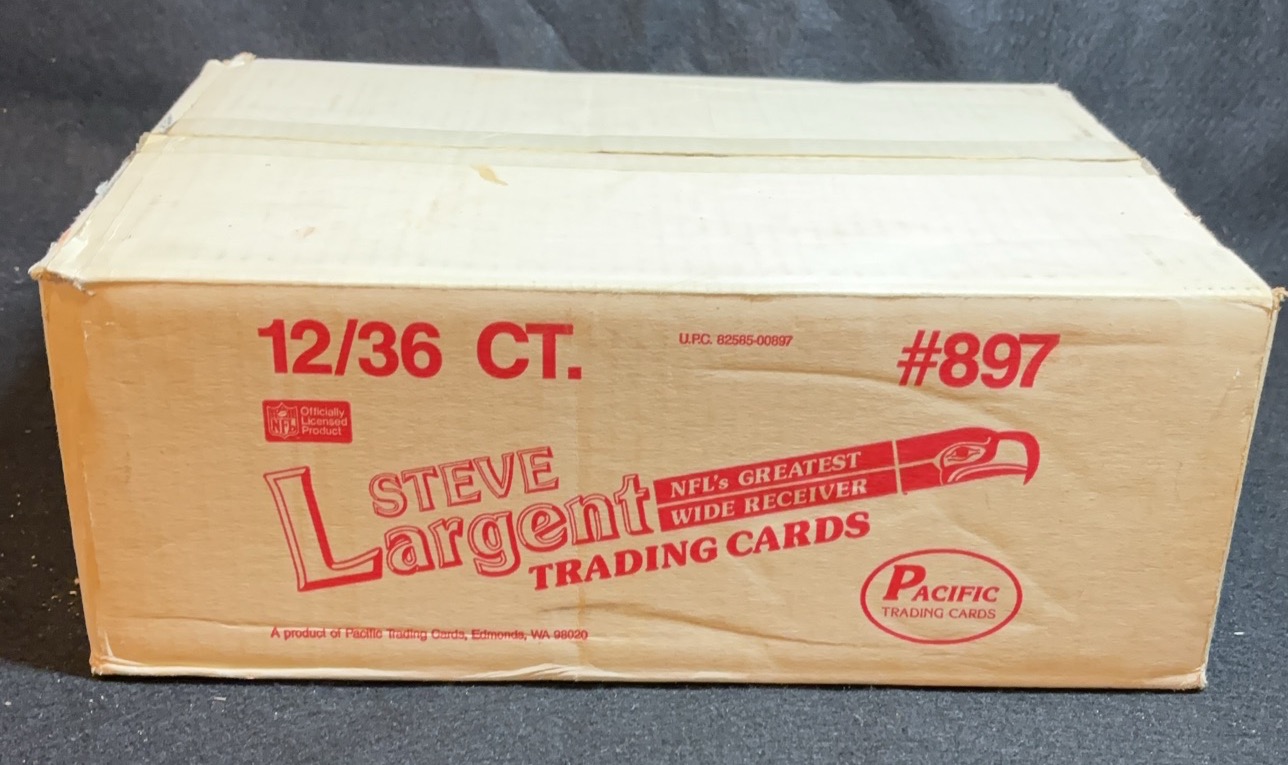 12/36 CT.
U.P.C. 82585-00897
#897
NFL
Officially
Licensed
Product
STEVE
Largent
NFL's GREATEST
WIDE RECEIVER
TRADING CARDS
PACIFIC
TRADING CARDS
A product of Pacific Trading Cards, Edmonds, WA 98020